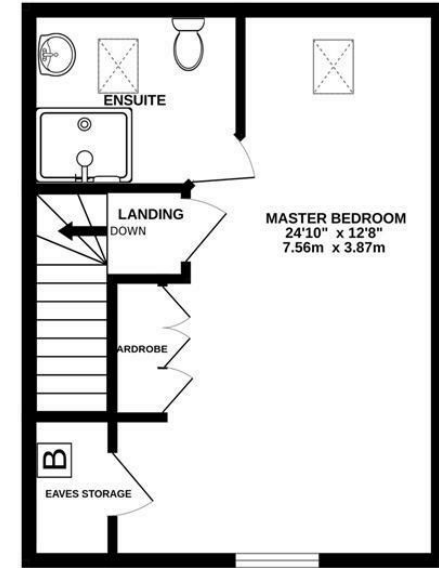 ENSUITE
LANDING
DOWN
MASTER BEDROOM
24'10" x 12'8"
7.56m x 3.87m
ARDROBE
B
EAVES STORAGE